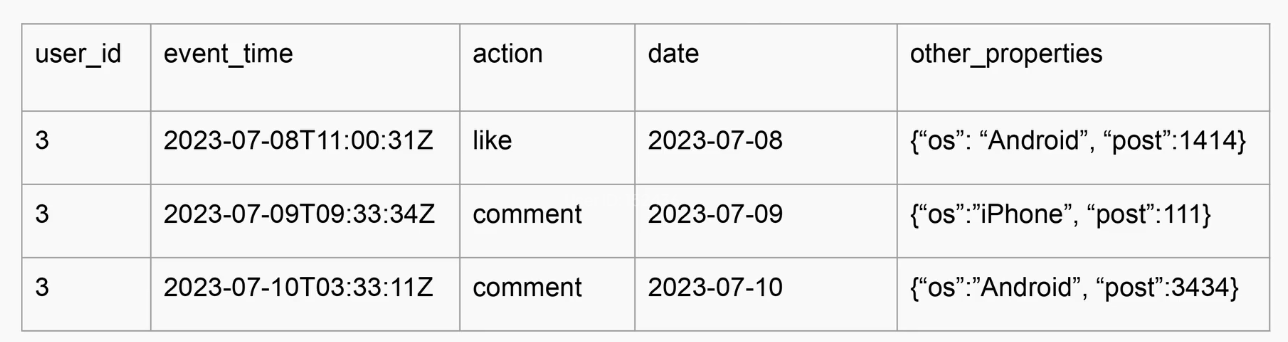 user_id event_time action date other_properties
3 2023-07-08T11:00:31Z like 2023-07-08 {“os”: “Android”, “post”:1414}
3 2023-07-09T09:33:34Z comment 2023-07-09 {“os”:”iPhone”, “post”:111}
3 2023-07-10T03:33:11Z comment 2023-07-10 {“os”:”Android”, “post”:3434}